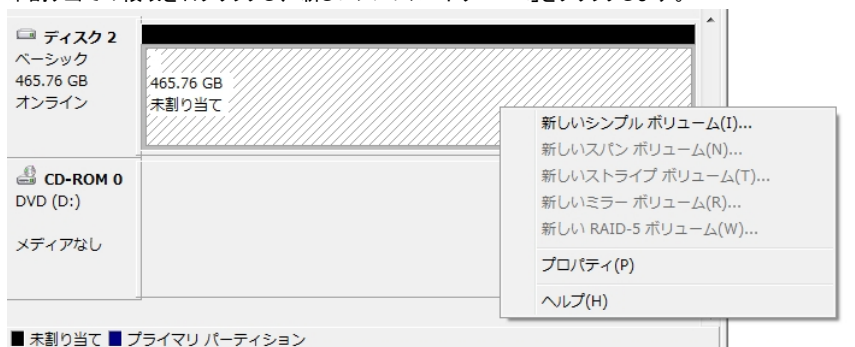 ディスク 2
ベーシック
465.76 GB
オンライン
465.76 GB
未割り当て
新しいシンプル ボリューム(I)...
新しいスパン ボリューム(N)...
新しいストライプ ボリューム(T)...
新しいミラー ボリューム(R)...
新しい RAID-5 ボリューム(W)...
プロパティ(P)
ヘルプ(H)
CD-ROM 0
DVD (D:)
メディアなし
未割り当て プライマリ パーティション